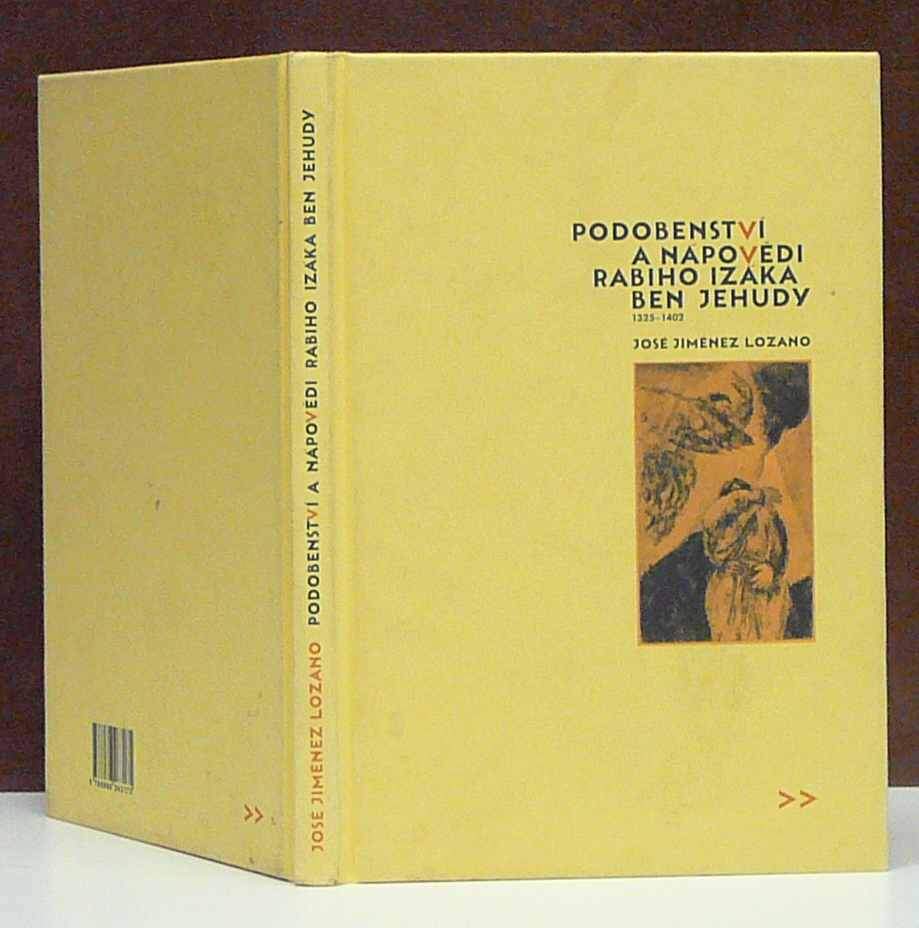 PODOBENSTVÍ
A NÁPOVĚDI
RABIHO IZÁKA
BEN JEHUDY
1325–1402
JOSÉ JIMÉNEZ LOZANO
>>
JOSÉ JIMÉNEZ LOZANO PODOBENSTVÍ A NÁPOVĚDI RABIHO IZÁKA BEN JEHUDY
>>